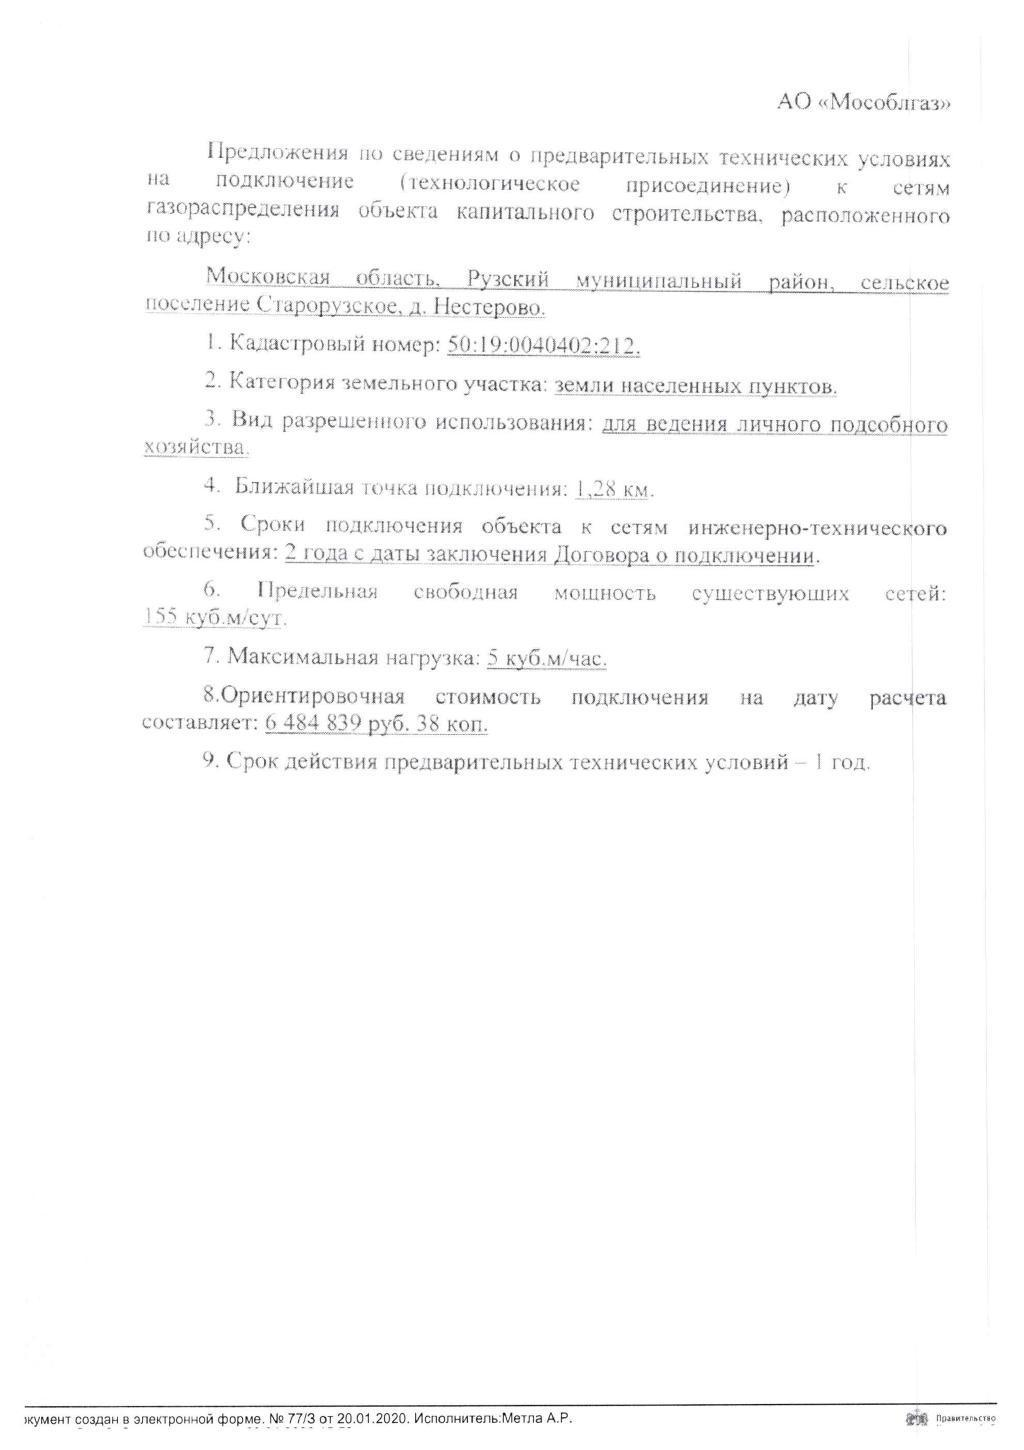 АО «Мособлгаз»
Предложения по сведениям о предварительных технических условиях
на подключение (технологическое присоединение) к сетям
газораспределения объекта капитального строительства, расположенного
по адресу:
Московская область, Рузский муниципальный район, сельское
поселение Старорузское, д. Нестерово.
1. Кадастровый номер: 50:19:0040402:212.
2. Категория земельного участка: земли населенных пунктов.
3. Вид разрешенного использования: для ведения личного подсобного
хозяйства.
4. Ближайшая точка подключения: 1,28 км.
5. Сроки подключения объекта к сетям инженерно-технического
обеспечения: 2 года с даты заключения Договора о подключении.
6. Предельная свободная мощность существующих сетей:
155 куб.м/сут.
7. Максимальная нагрузка: 5 куб.м/час.
8.Ориентировочная стоимость подключения на дату расчета
составляет: 6 484 839 руб. 38 коп.
9. Срок действия предварительных технических условий – 1 год.
окумент создан в электронной форме. № 77/3 от 20.01.2020. Исполнитель:Метла А.Р.
Правительство